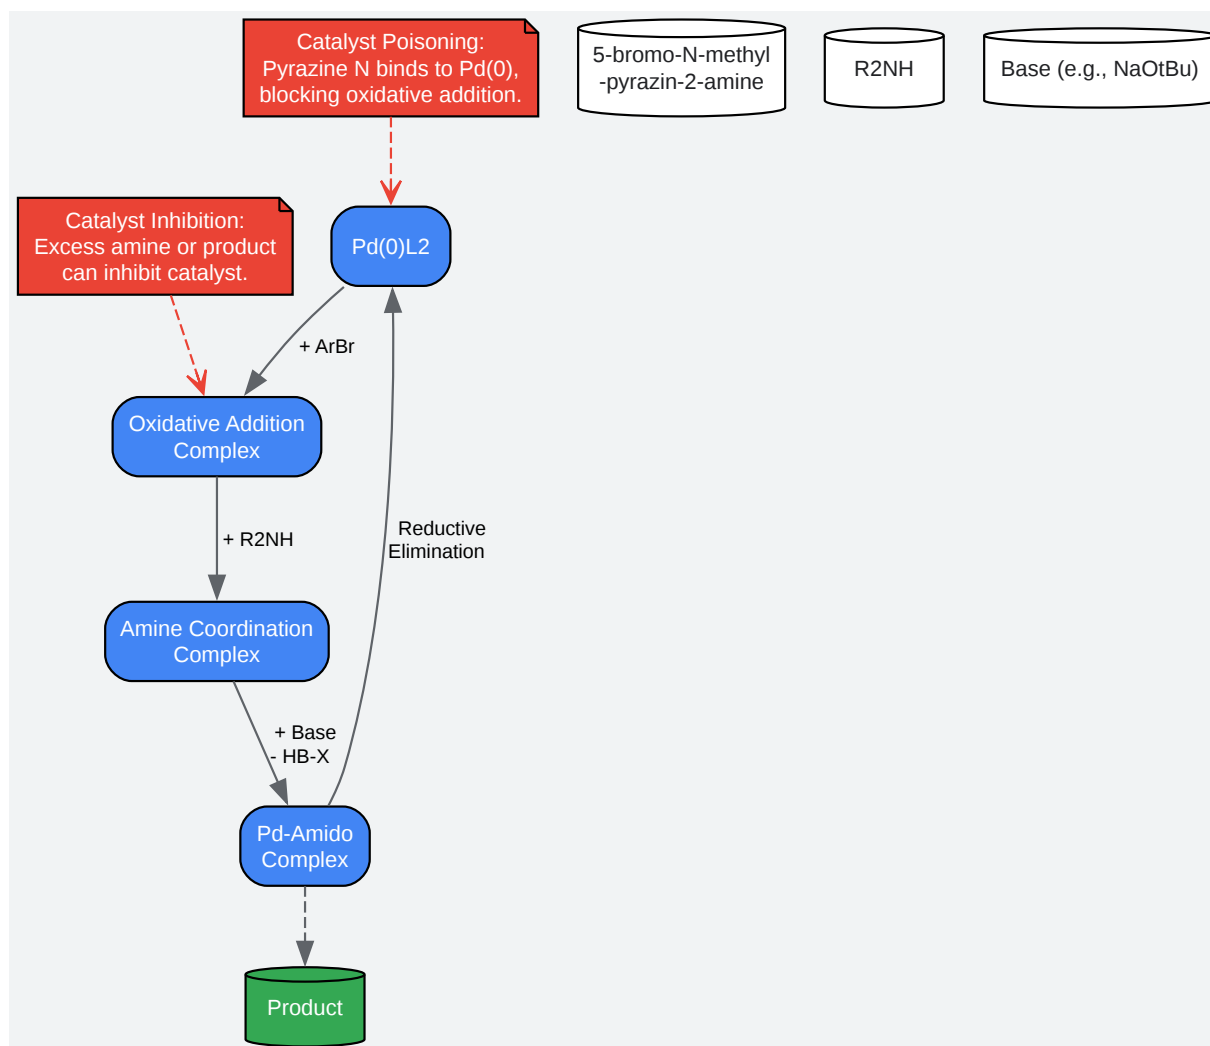 Catalyst Poisoning:
Pyrazine N binds to Pd(0),
blocking oxidative addition.
5-bromo-N-methyl
-pyrazin-2-amine
R2NH
Base (e.g., NaOtBu)
Catalyst Inhibition:
Excess amine or product
can inhibit catalyst.
Pd(0)L2
+ ArBr
Oxidative Addition
Complex
+ R2NH
Reductive
Elimination
Amine Coordination
Complex
+ Base
- HB-X
Pd-Amido
Complex
Product